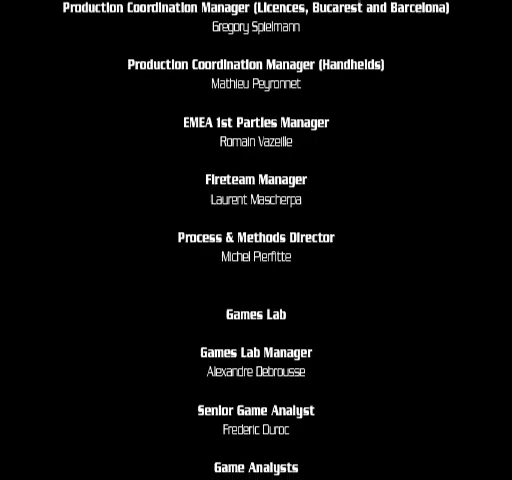 Production Coordination Manager (Licences, Bucarest and Barcelona)
Gregory Spielmann
Production Coordination Manager (Handhelds)
Mathieu Peyronnet
EMEA 1st Parties Manager
Romain Vazeille
Fireteam Manager
Laurent Mascherpa
Process & Methods Director
Michel Pierfitte
Games Lab
Games Lab Manager
Alexandre Debrousse
Senior Game Analyst
Frederic Duroc
Game Analysts